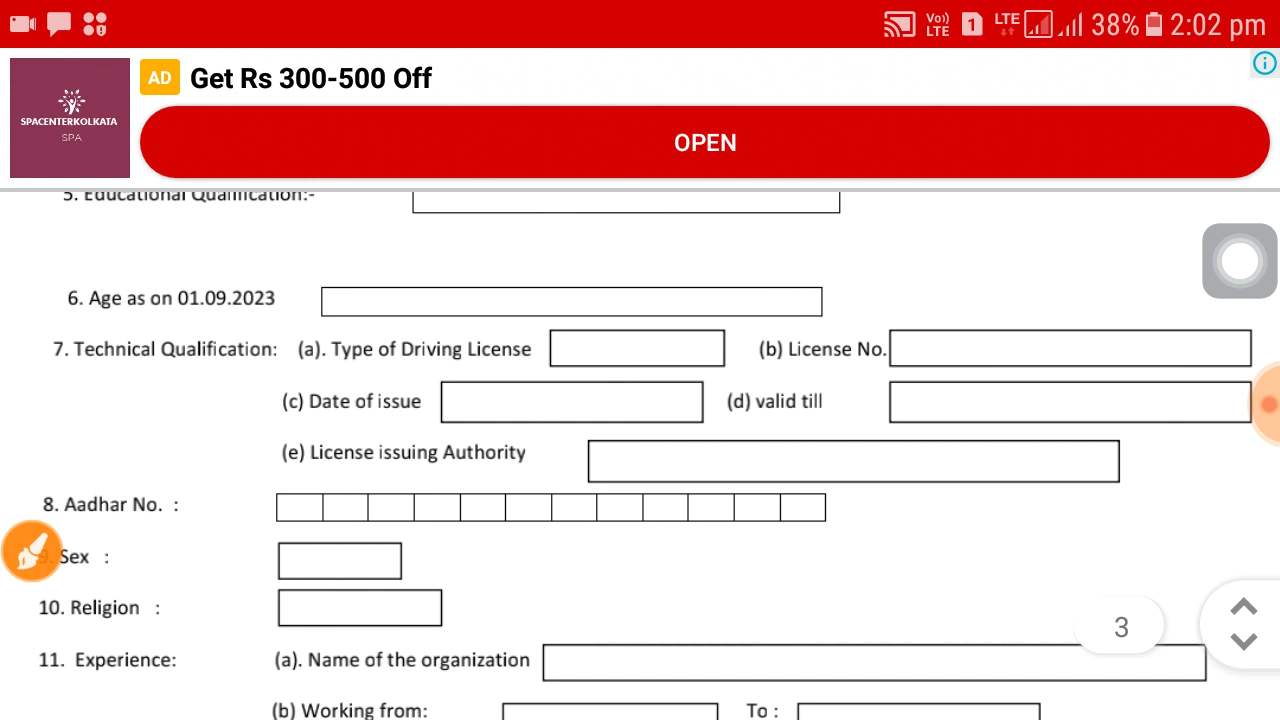 Vo)) LTE 1 LTE 38% 2:02 pm
AD Get Rs 300-500 Off
SPACENTERKOLKATA
SPA
OPEN
5. Educational Qualification:-
6. Age as on 01.09.2023
7. Technical Qualification: (a). Type of Driving License (b) License No.
(c) Date of issue (d) valid till
(e) License issuing Authority
8. Aadhar No. :
9. Sex :
10. Religion :
3
11. Experience: (a). Name of the organization
(b) Working from: To :